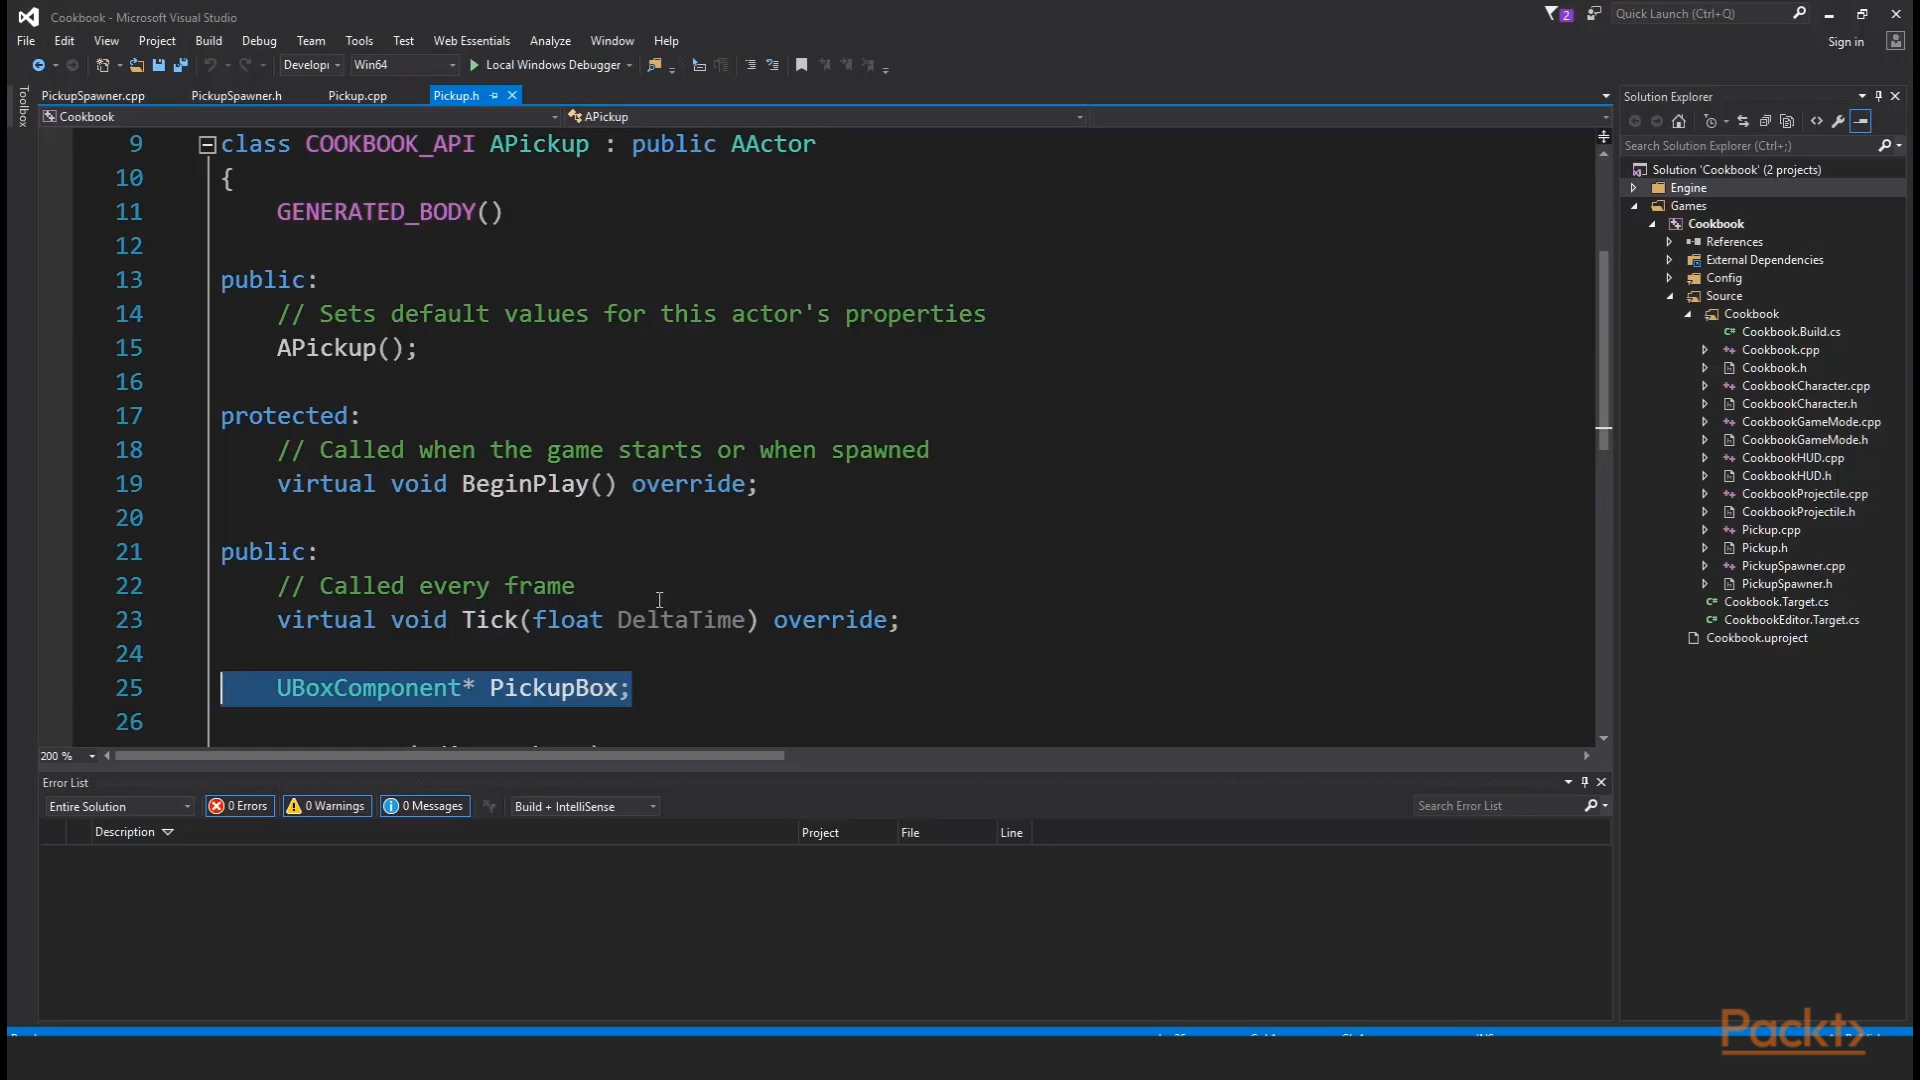 Cookbook - Microsoft Visual Studio
2
Quick Launch (Ctrl+Q)
File Edit View Project Build Debug Team Tools Test Web Essentials Analyze Window Help
Sign in
Develop Win64 Local Windows Debugger
Toolbox
PickupSpawner.cpp PickupSpawner.h Pickup.cpp Pickup.h
Cookbook APickup
9 class COOKBOOK_API APickup : public AActor
10 {
11 GENERATED_BODY()
12
13 public:
14 // Sets default values for this actor's properties
15 APickup();
16
17 protected:
18 // Called when the game starts or when spawned
19 virtual void BeginPlay() override;
20
21 public:
22 // Called every frame
23 virtual void Tick(float DeltaTime) override;
24
25 UBoxComponent* PickupBox;
26
200 %
Error List
Entire Solution 0 Errors 0 Warnings 0 Messages Build + IntelliSense Search Error List
Description Project File Line
Solution Explorer
Search Solution Explorer (Ctrl+;)
Solution 'Cookbook' (2 projects)
Engine
Games
Cookbook
References
External Dependencies
Config
Source
Cookbook
Cookbook.Build.cs
Cookbook.cpp
Cookbook.h
CookbookCharacter.cpp
CookbookCharacter.h
CookbookGameMode.cpp
CookbookGameMode.h
CookbookHUD.cpp
CookbookHUD.h
CookbookProjectile.cpp
CookbookProjectile.h
Pickup.cpp
Pickup.h
PickupSpawner.cpp
PickupSpawner.h
Cookbook.Target.cs
CookbookEditor.Target.cs
Cookbook.uproject
Packt>